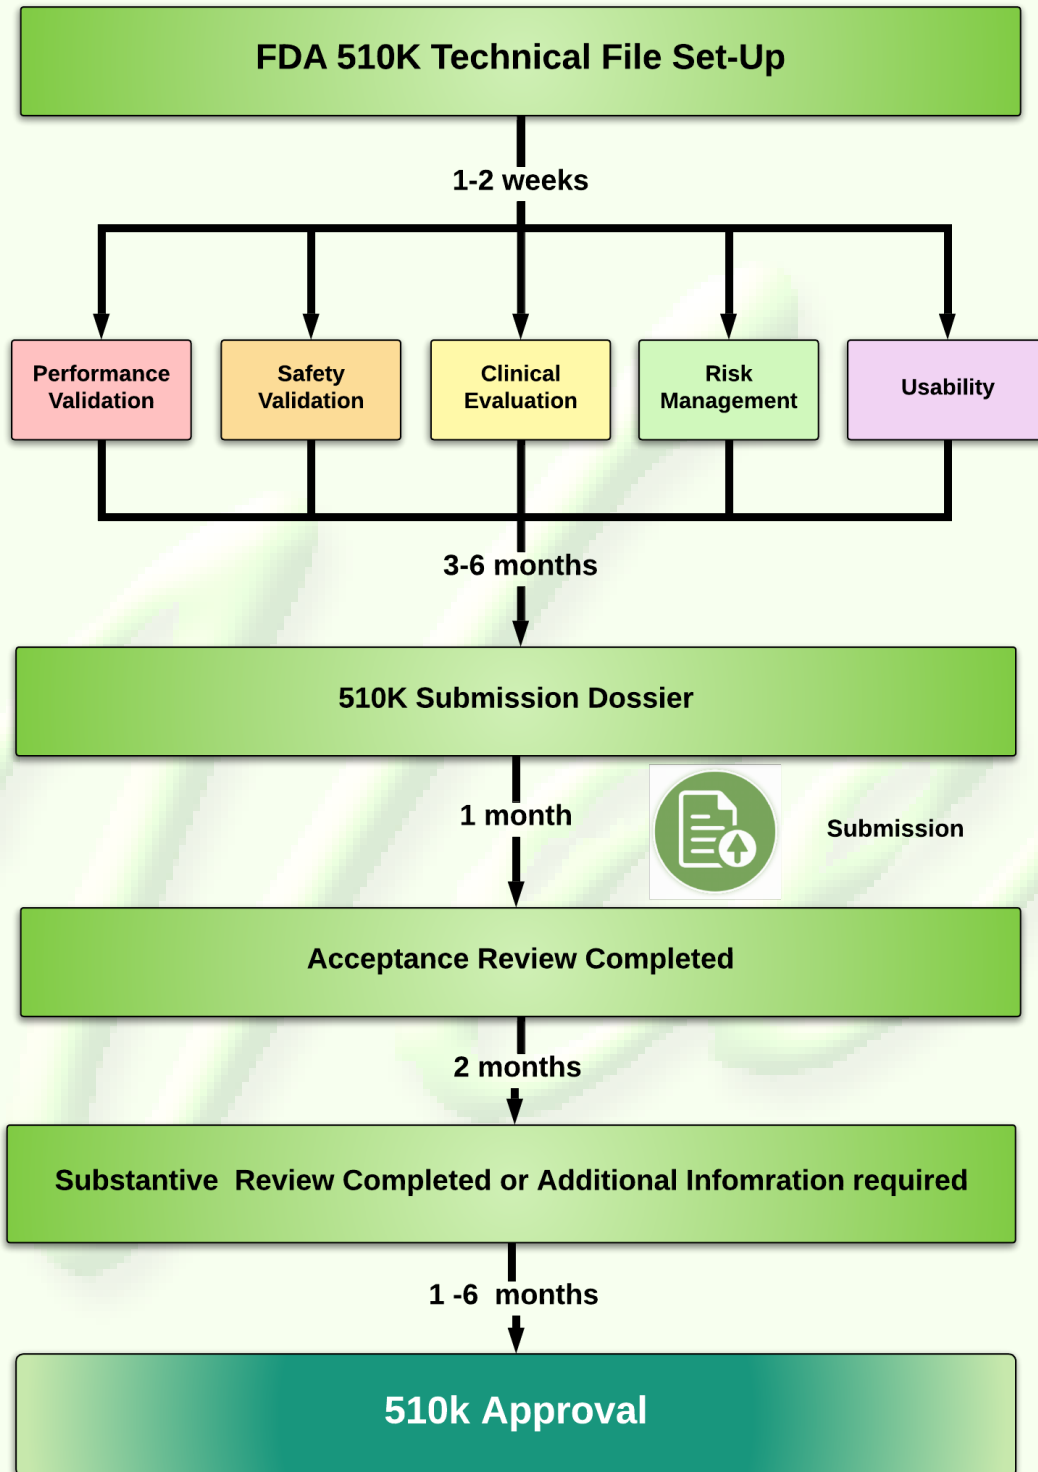 FDA 510K Technical File Set-Up
1-2 weeks
Performance
Validation
Safety
Validation
Clinical
Evaluation
Risk
Management
Usability
3-6 months
510K Submission Dossier
1 month
Submission
Acceptance Review Completed
2 months
Substantive  Review Completed or Additional Infomration required
1 -6  months
510k Approval